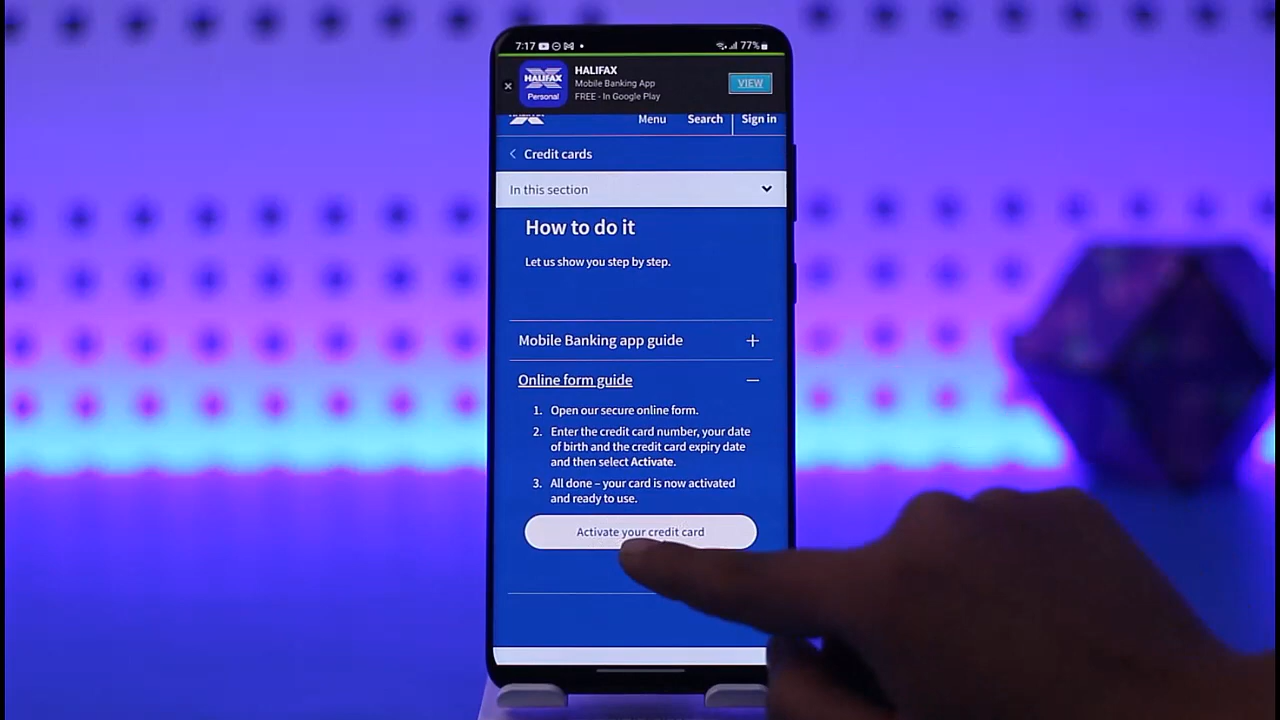 7:17
77%
HALIFAX
HALIFAX
Mobile Banking App
VIEW
Personal
FREE - In Google Play
Menu
Search
Sign in
Credit cards
In this section
How to do it
Let us show you step by step.
Mobile Banking app guide
Online form guide
1. Open our secure online form.
2. Enter the credit card number, your date
of birth and the credit card expiry date
and then select Activate.
3. All done – your card is now activated
and ready to use.
Activate your credit card